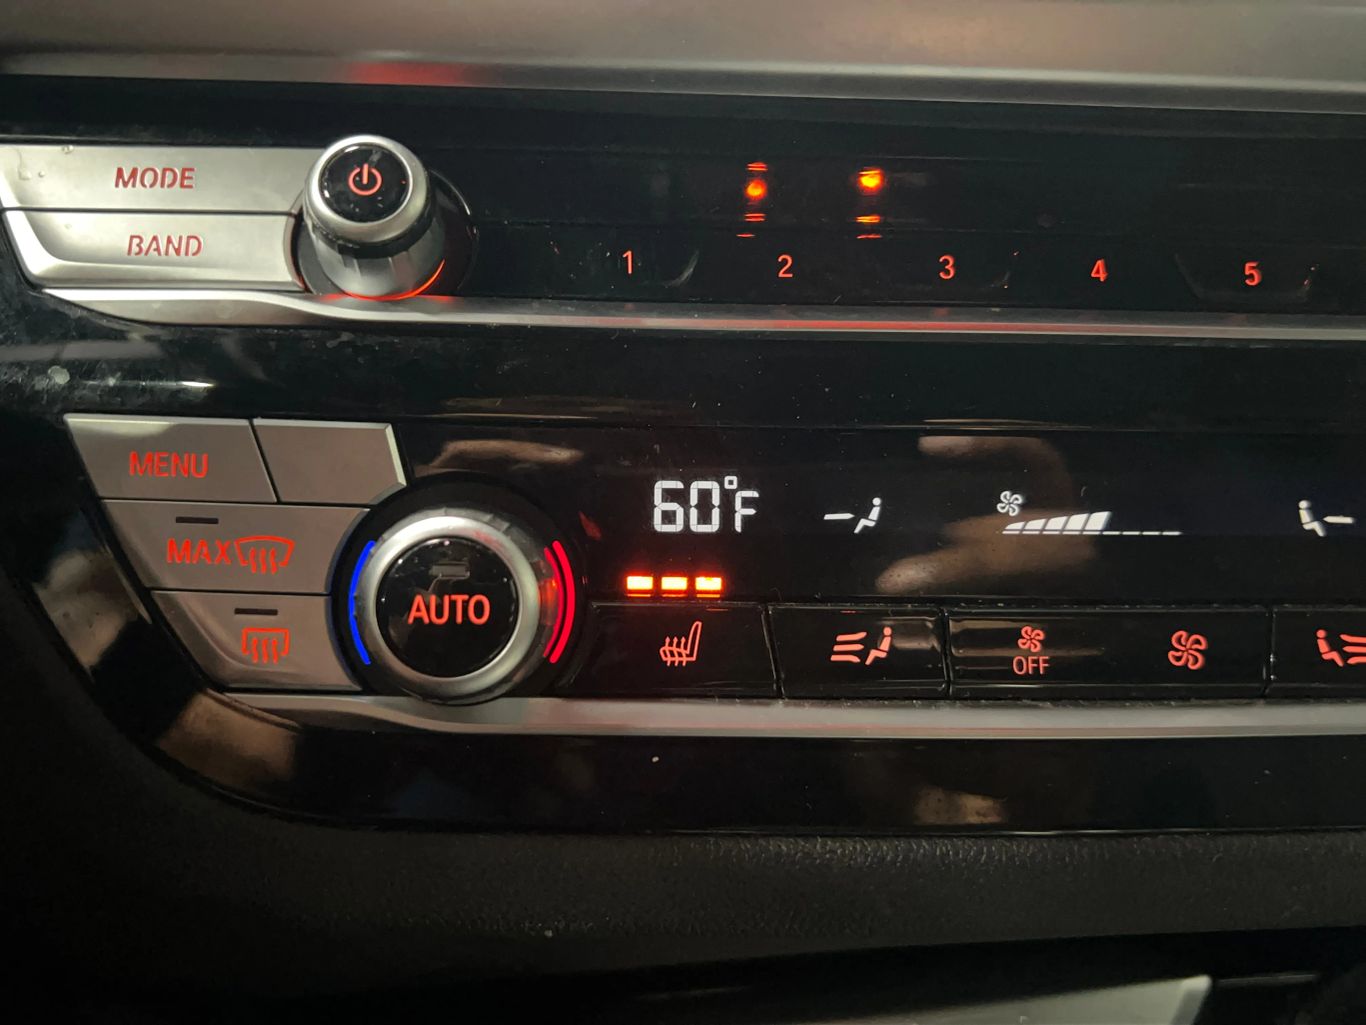 MODE
BAND
1 2 3 4 5
MENU
60°F
MAX
AUTO
OFF